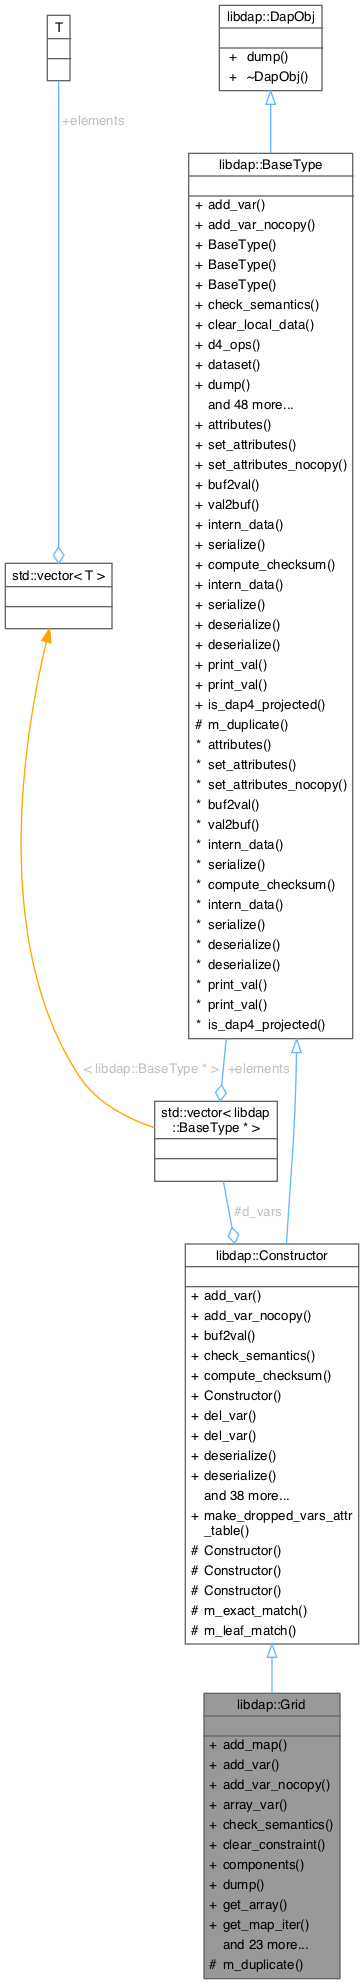 T
+elements
libdap::DapObj
+ dump()
+ ~DapObj()
libdap::BaseType
+ add_var()
+ add_var_nocopy()
+ BaseType()
+ BaseType()
+ BaseType()
+ check_semantics()
+ clear_local_data()
+ d4_ops()
+ dataset()
+ dump()
and 48 more...
+ attributes()
+ set_attributes()
+ set_attributes_nocopy()
+ buf2val()
+ val2buf()
+ intern_data()
+ serialize()
+ compute_checksum()
+ intern_data()
+ serialize()
+ deserialize()
+ deserialize()
+ print_val()
+ print_val()
+ is_dap4_projected()
# m_duplicate()
* attributes()
* set_attributes()
* set_attributes_nocopy()
* buf2val()
* val2buf()
* intern_data()
* serialize()
* compute_checksum()
* intern_data()
* serialize()
* deserialize()
* deserialize()
* print_val()
* print_val()
* is_dap4_projected()
std::vector< T >
< libdap::BaseType * >
+elements
std::vector< libdap
::BaseType * >
#d_vars
libdap::Constructor
+ add_var()
+ add_var_nocopy()
+ buf2val()
+ check_semantics()
+ compute_checksum()
+ Constructor()
+ del_var()
+ del_var()
+ deserialize()
+ deserialize()
and 38 more...
+ make_dropped_vars_attr
_table()
# Constructor()
# Constructor()
# Constructor()
# m_exact_match()
# m_leaf_match()
libdap::Grid
+ add_map()
+ add_var()
+ add_var_nocopy()
+ array_var()
+ check_semantics()
+ clear_constraint()
+ components()
+ dump()
+ get_array()
+ get_map_iter()
and 23 more...
# m_duplicate()